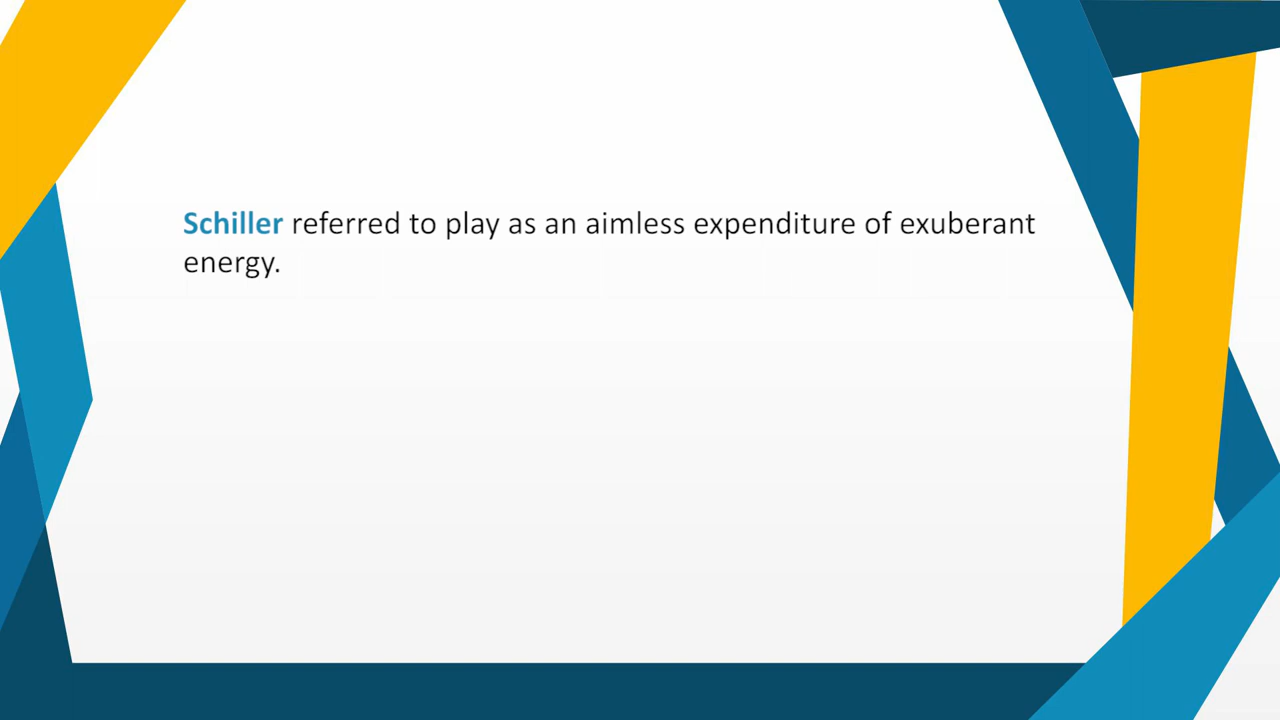 Schiller referred to play as an aimless expenditure of exuberant
energy.